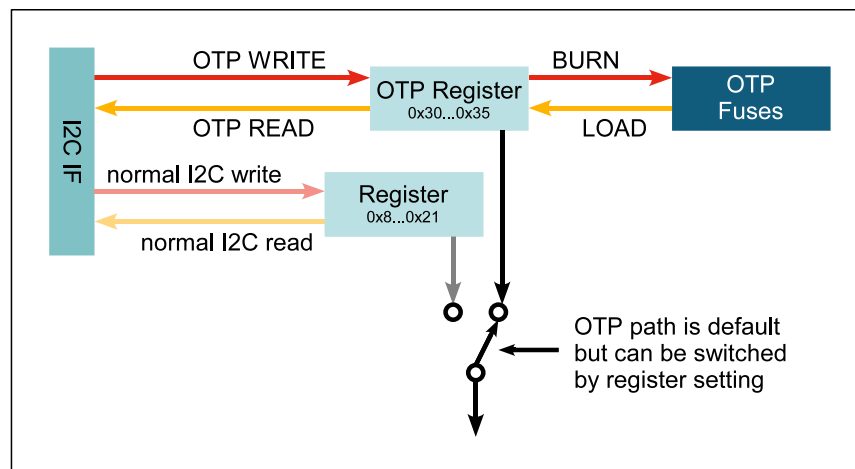 OTP WRITE
BURN
OTP Register
0x30...0x35
OTP
Fuses
I2C IF
OTP READ
LOAD
normal I2C write
Register
0x8...0x21
normal I2C read
OTP path is default
but can be switched
by register setting